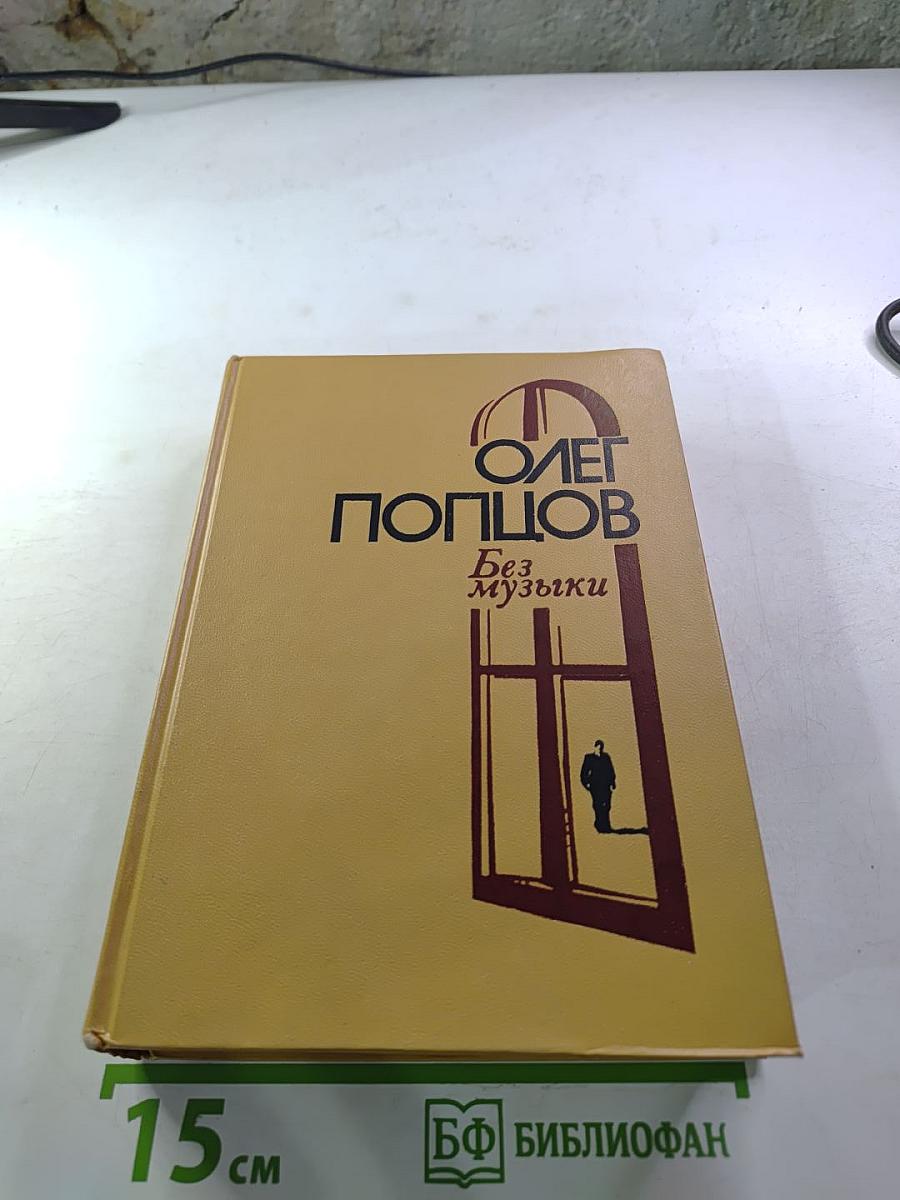 ОЛЕГ
ПОПЦОВ
Без
музыки
15 см
БФ БИБЛИОФАН